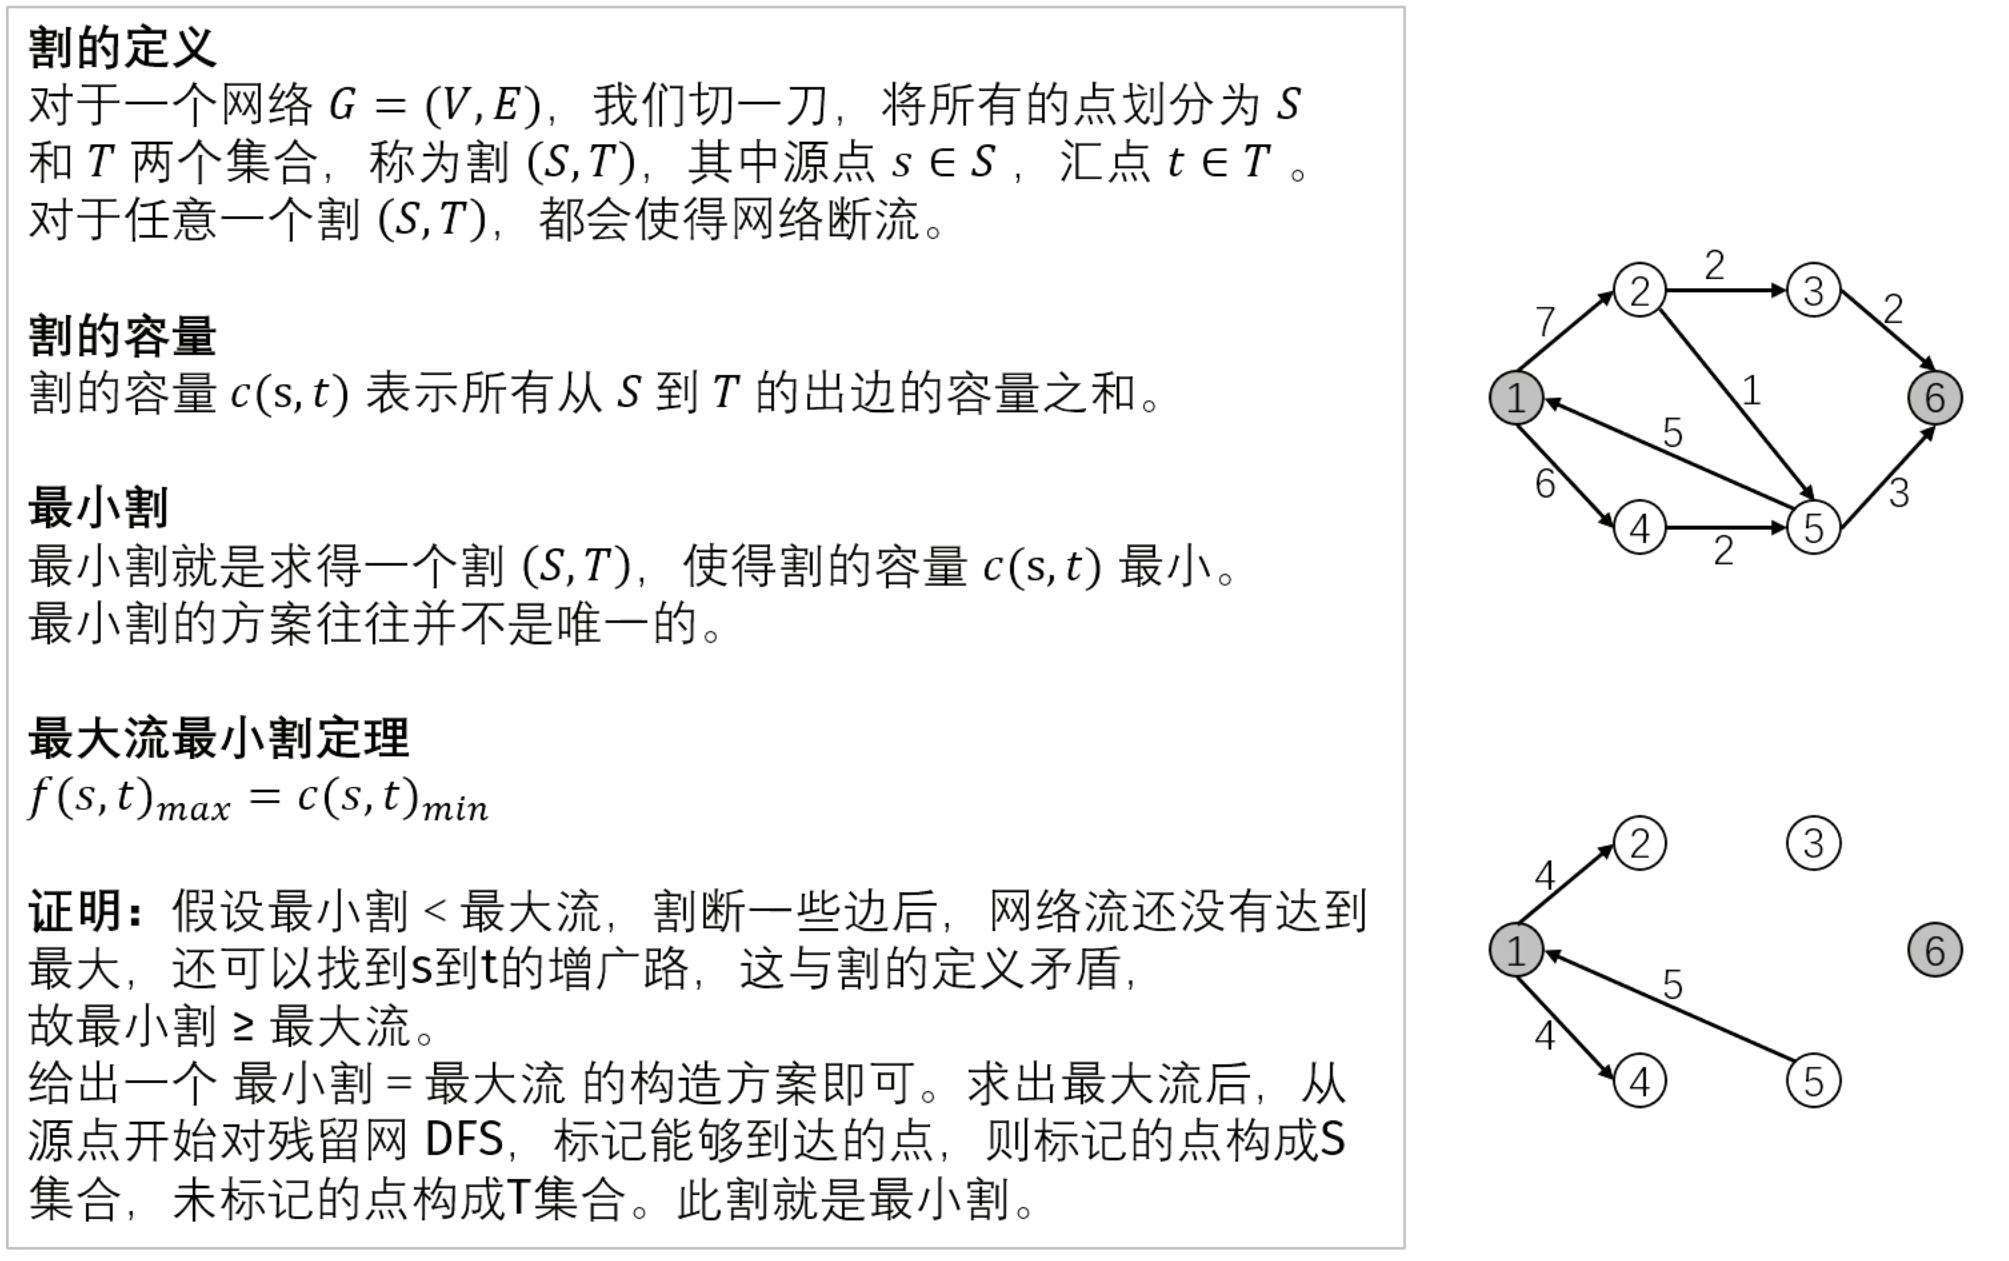 割的定义
对于一个网络 G = (V, E)，我们切一刀，将所有的点划分为 S
和 T 两个集合，称为割 (S, T)，其中源点 s ∈ S ，汇点 t ∈ T 。
对于任意一个割 (S, T)，都会使得网络断流。
割的容量
割的容量 c(s, t) 表示所有从 S 到 T 的出边的容量之和。
最小割
最小割就是求得一个割 (S, T)，使得割的容量 c(s, t) 最小。
最小割的方案往往并不是唯一的。
最大流最小割定理
f(s, t)max = c(s, t)min
证明：假设最小割 < 最大流，割断一些边后，网络流还没有达到
最大，还可以找到s到t的增广路，这与割的定义矛盾，
故最小割 ≥ 最大流。
给出一个 最小割 = 最大流 的构造方案即可。求出最大流后，从
源点开始对残留网 DFS，标记能够到达的点，则标记的点构成S
集合，未标记的点构成T集合。此割就是最小割。
2
2 3
7 2
1 1 6
5
6 3
4 5
2
2 3
4
1 6
5
4
4 5